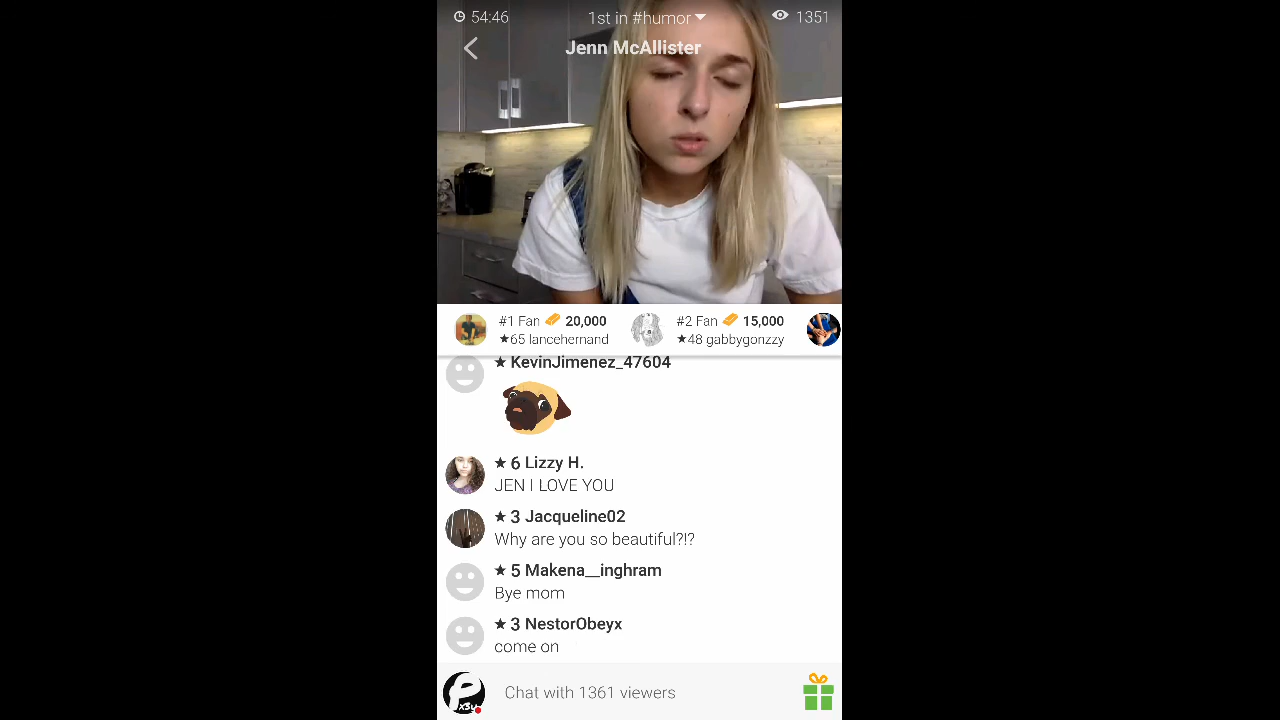 54:46
1st in #humor
1351
Jenn McAllister
#1 Fan 20,000
★65 lancehernand
#2 Fan 15,000
★48 gabbygonzzy
★ KevinJimenez_47604
★ 6 Lizzy H.
JEN I LOVE YOU
★ 3 Jacqueline02
Why are you so beautiful?!?
★ 5 Makena__inghram
Bye mom
★ 3 NestorObeyx
come on
Chat with 1361 viewers